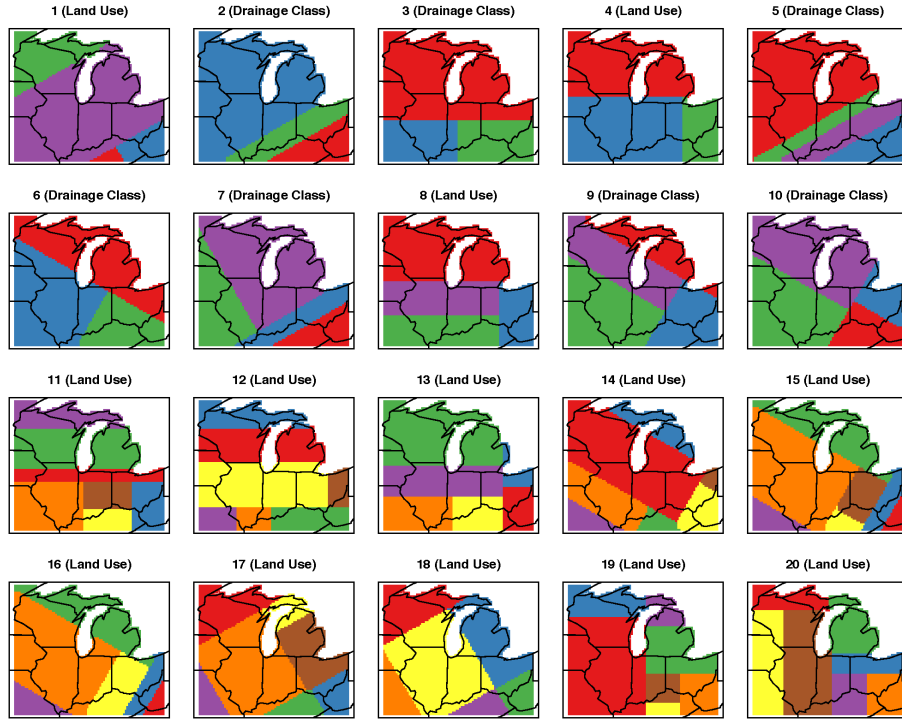 1 (Land Use)
2 (Drainage Class)
3 (Drainage Class)
4 (Land Use)
5 (Drainage Class)
6 (Drainage Class)
7 (Drainage Class)
8 (Land Use)
9 (Drainage Class)
10 (Drainage Class)
11 (Land Use)
12 (Land Use)
13 (Land Use)
14 (Land Use)
15 (Land Use)
16 (Land Use)
17 (Land Use)
18 (Land Use)
19 (Land Use)
20 (Land Use)